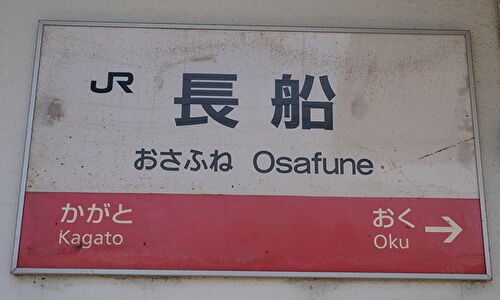 JR 長船
おさふね Osafune
かがと おく →
Kagato Oku